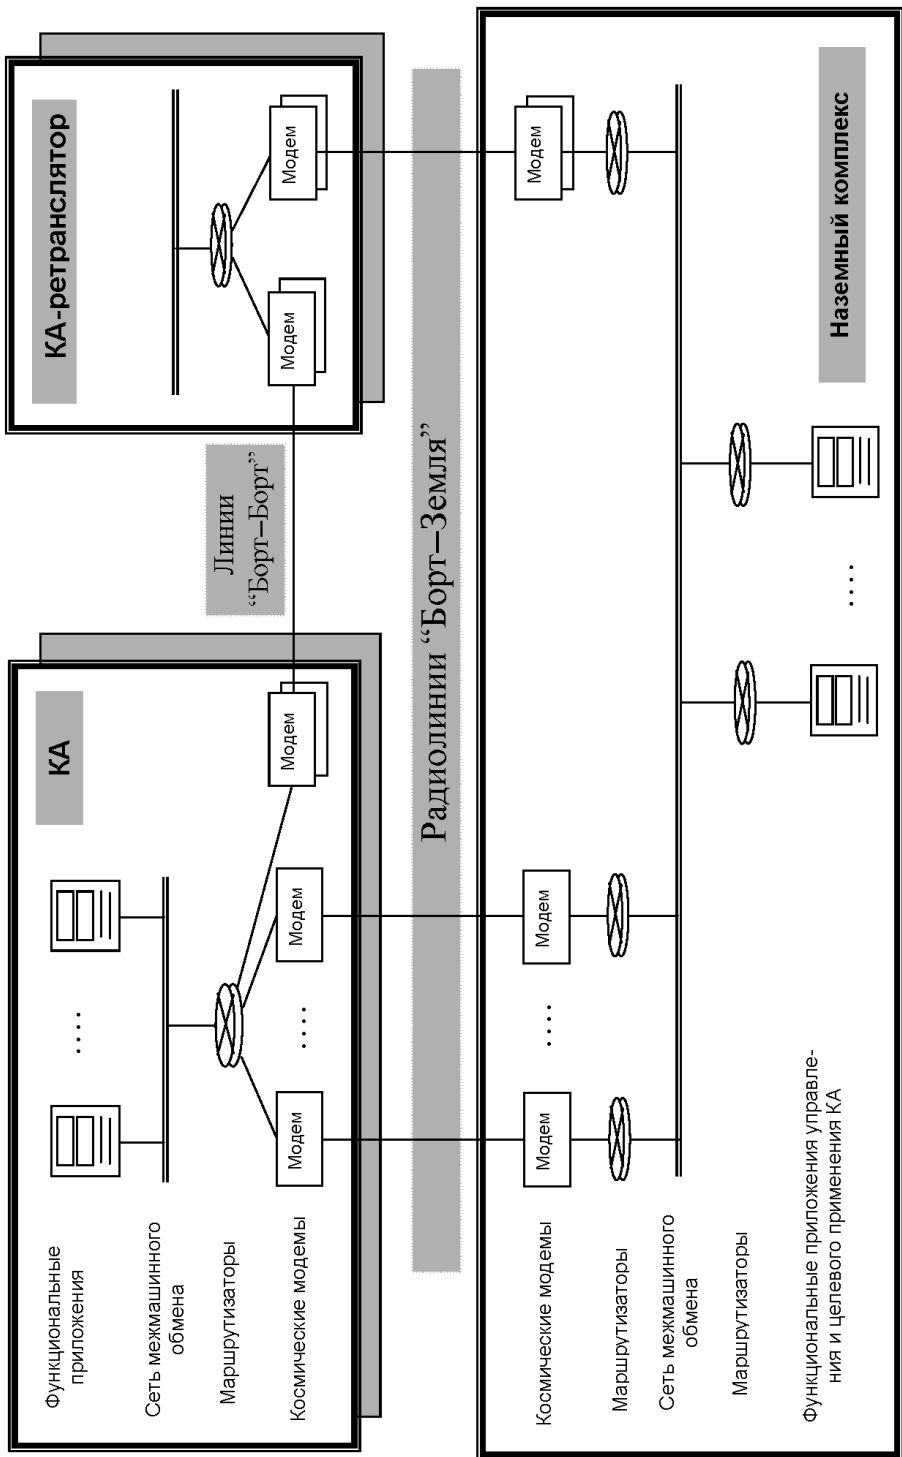 КА
КА-ретранслятор
Функциональные
приложения
. . . .
Сеть межмашинного
обмена
Маршрутизаторы
Космические модемы
Модем
. . . .
Модем
Модем
Линии
“Борт–Борт”
Модем
Модем
Радиолинии “Борт–Земля”
Космические модемы
Модем
. . . .
Модем
Модем
Маршрутизаторы
Сеть межмашинного
обмена
Маршрутизаторы
Функциональные приложения управле-
ния и целевого применения КА
. . . .
Наземный комплекс